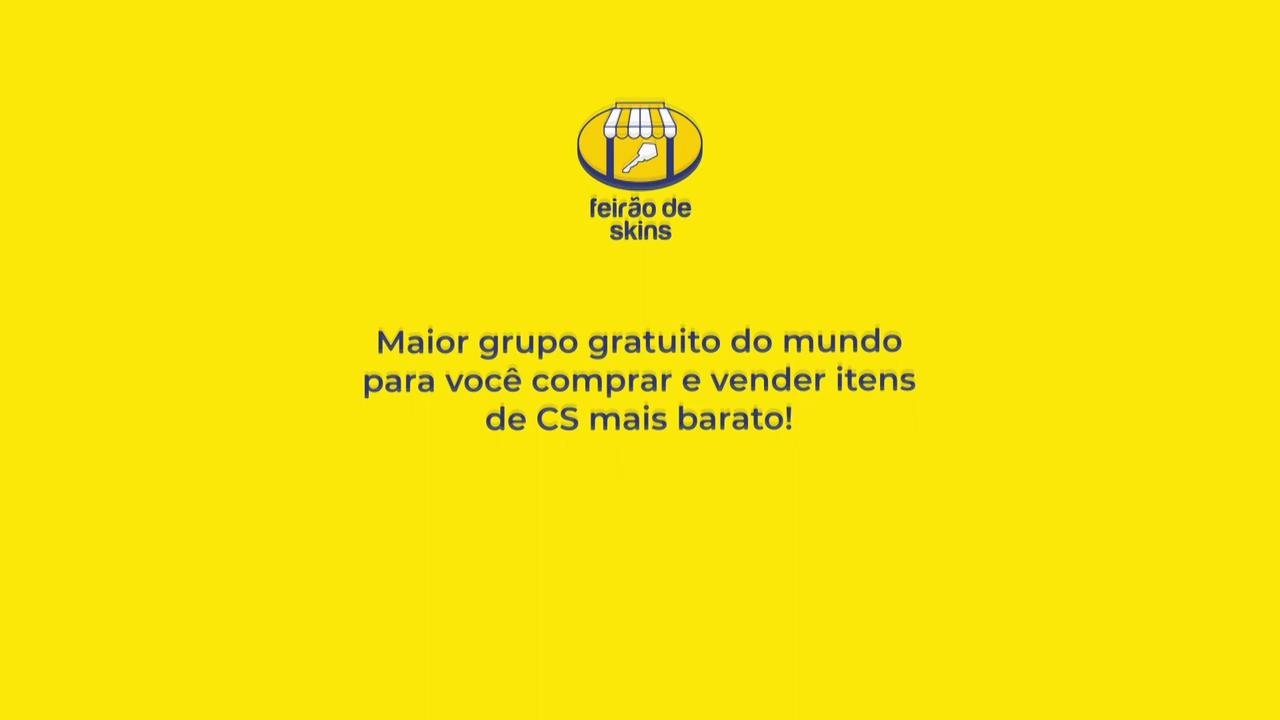 feirão de
skins
Maior grupo gratuito do mundo
para você comprar e vender itens
de CS mais barato!